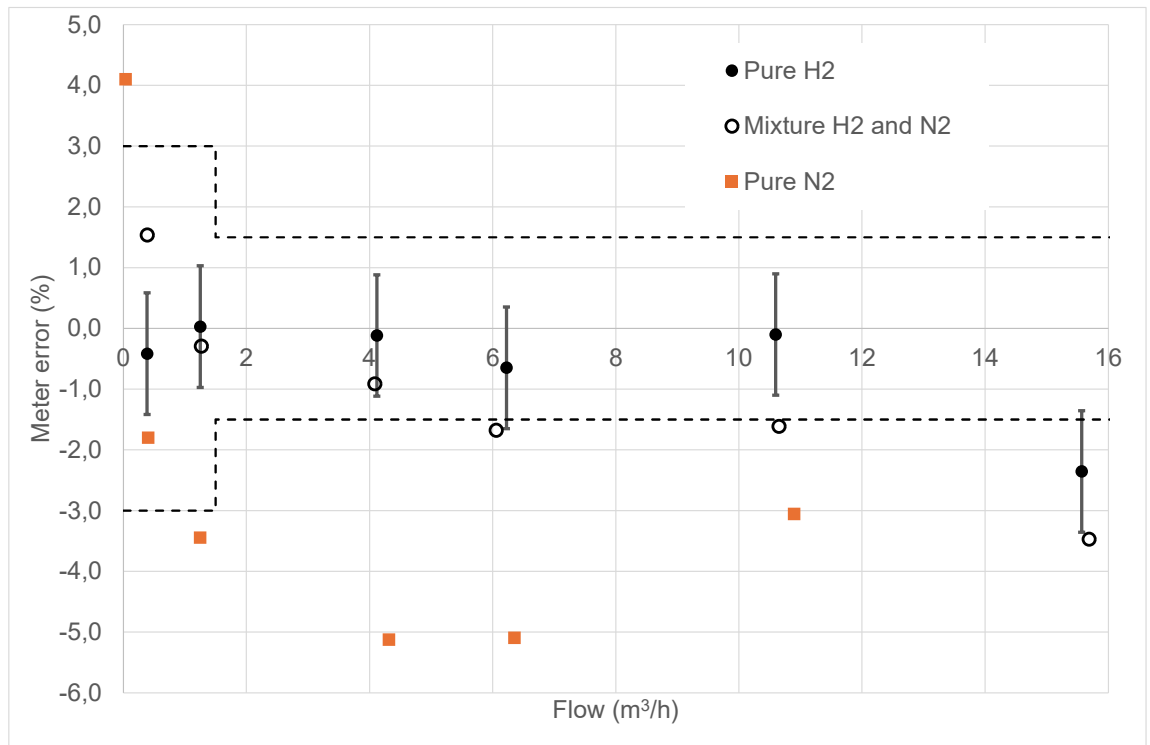 5,0
4,0
3,0
2,0
1,0
0,0
-1,0
-2,0
-3,0
-4,0
-5,0
-6,0
Meter error (%)
0 2 4 6 8 10 12 14 16
Flow (m³/h)
Pure H2
Mixture H2 and N2
Pure N2